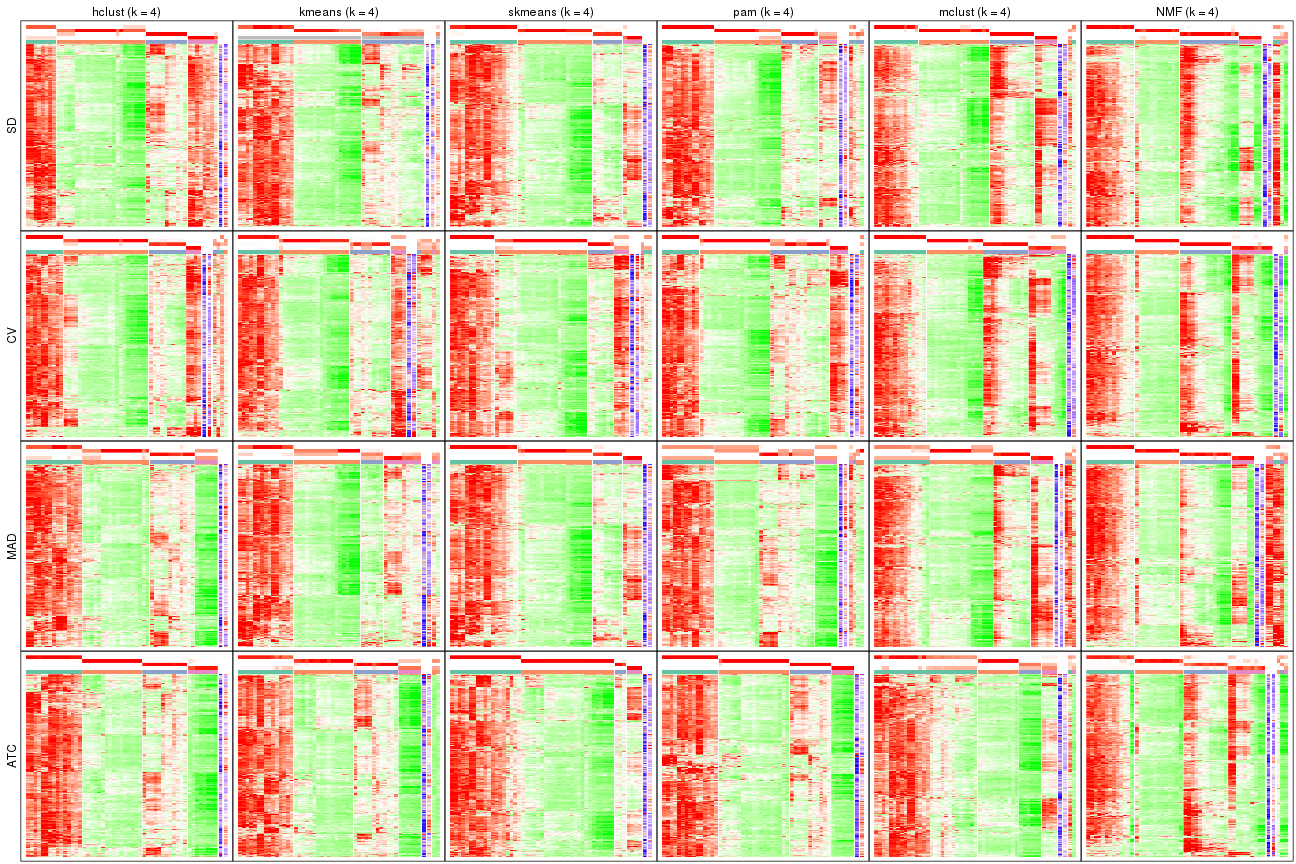 hclust (k = 4) kmeans (k = 4) skmeans (k = 4) pam (k = 4) mclust (k = 4) NMF (k = 4)
SD
CV
MAD
ATC